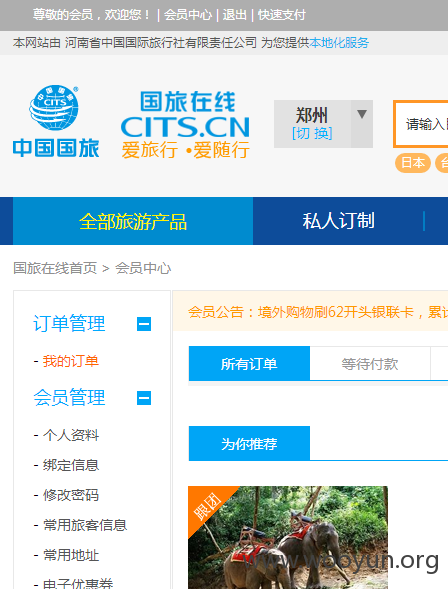 尊敬的会员，欢迎您！ | 会员中心 | 退出 | 快速支付
本网站由 河南省中国国际旅行社有限责任公司 为您提供本地化服务
CITS
中国国旅
国旅在线
CITS.CN
爱旅行 •爱随行
郑州
[切 换]
请输入
日本
全部旅游产品
私人订制
国旅在线首页 > 会员中心
订单管理
- 我的订单
会员管理
- 个人资料
- 绑定信息
- 修改密码
- 常用旅客信息
- 常用地址
- 电子优惠券
会员公告：境外购物刷62开头银联卡，累
所有订单
等待付款
为你推荐
跟团
www.wooyun.org